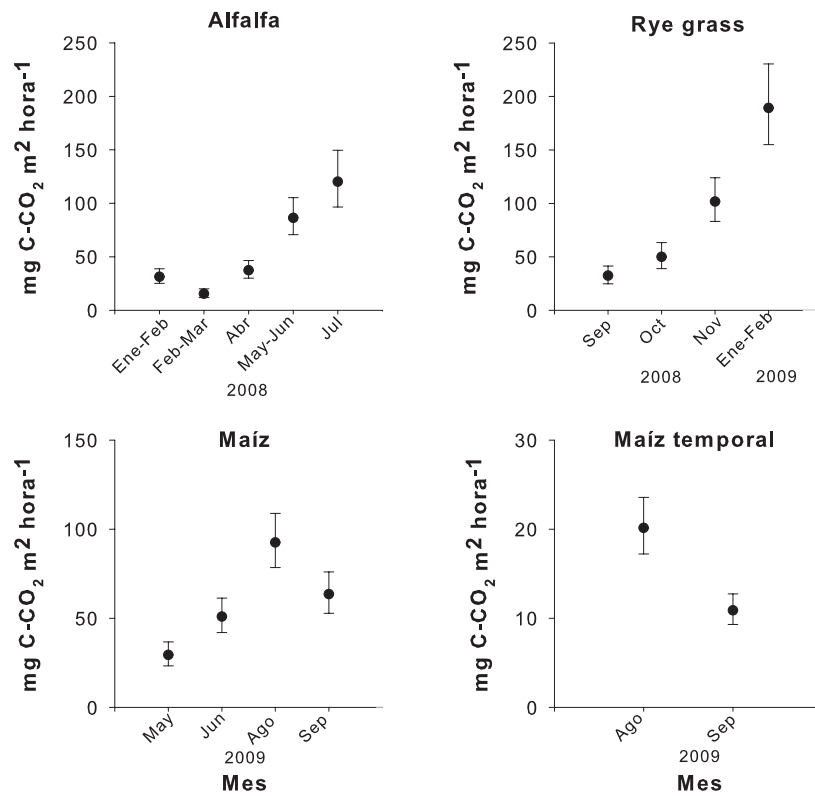 Alfalfa
mg C-CO2 m2 hora-1
250
200
150
100
50
0
Ene-Feb
Feb-Mar
Abr
May-Jun
Jul
2008
Rye grass
mg C-CO2 m2 hora-1
250
200
150
100
50
0
Sep
Oct
Nov
Ene-Feb
2008
2009
Maíz
mg C-CO2 m2 hora-1
150
100
50
0
May
Jun
Ago
Sep
2009
Mes
Maíz temporal
mg C-CO2 m2 hora-1
30
20
10
0
Ago
Sep
2009
Mes